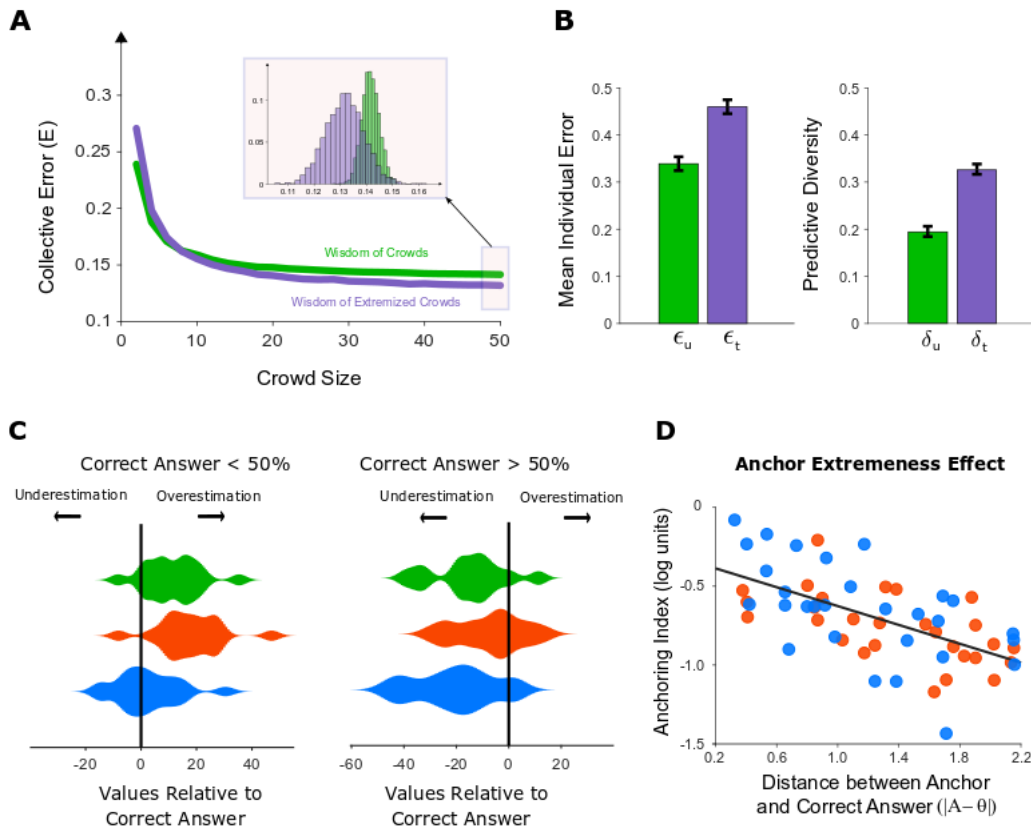 A
Collective Error (E)
0.3
0.25
0.2
0.15
0.1
0
10
20
30
40
50
Crowd Size
0.1
0.05
0
0.11
0.12
0.13
0.14
0.15
0.16
Wisdom of Crowds
Wisdom of Extremized Crowds
B
Mean Individual Error
0.5
0.4
0.3
0.2
0.1
0
ϵu
ϵt
Predictive Diversity
0.5
0.4
0.3
0.2
0.1
0
δu
δt
C
Correct Answer < 50%
Underestimation
Overestimation
-20
0
20
40
Values Relative to
Correct Answer
Correct Answer > 50%
Underestimation
Overestimation
-60
-40
-20
0
20
40
Values Relative to
Correct Answer
D
Anchor Extremeness Effect
Anchoring Index (log units)
0
-0.5
-1.0
-1.5
0.2
0.6
1.0
1.4
1.8
2.2
Distance between Anchor
and Correct Answer (|A− θ|)